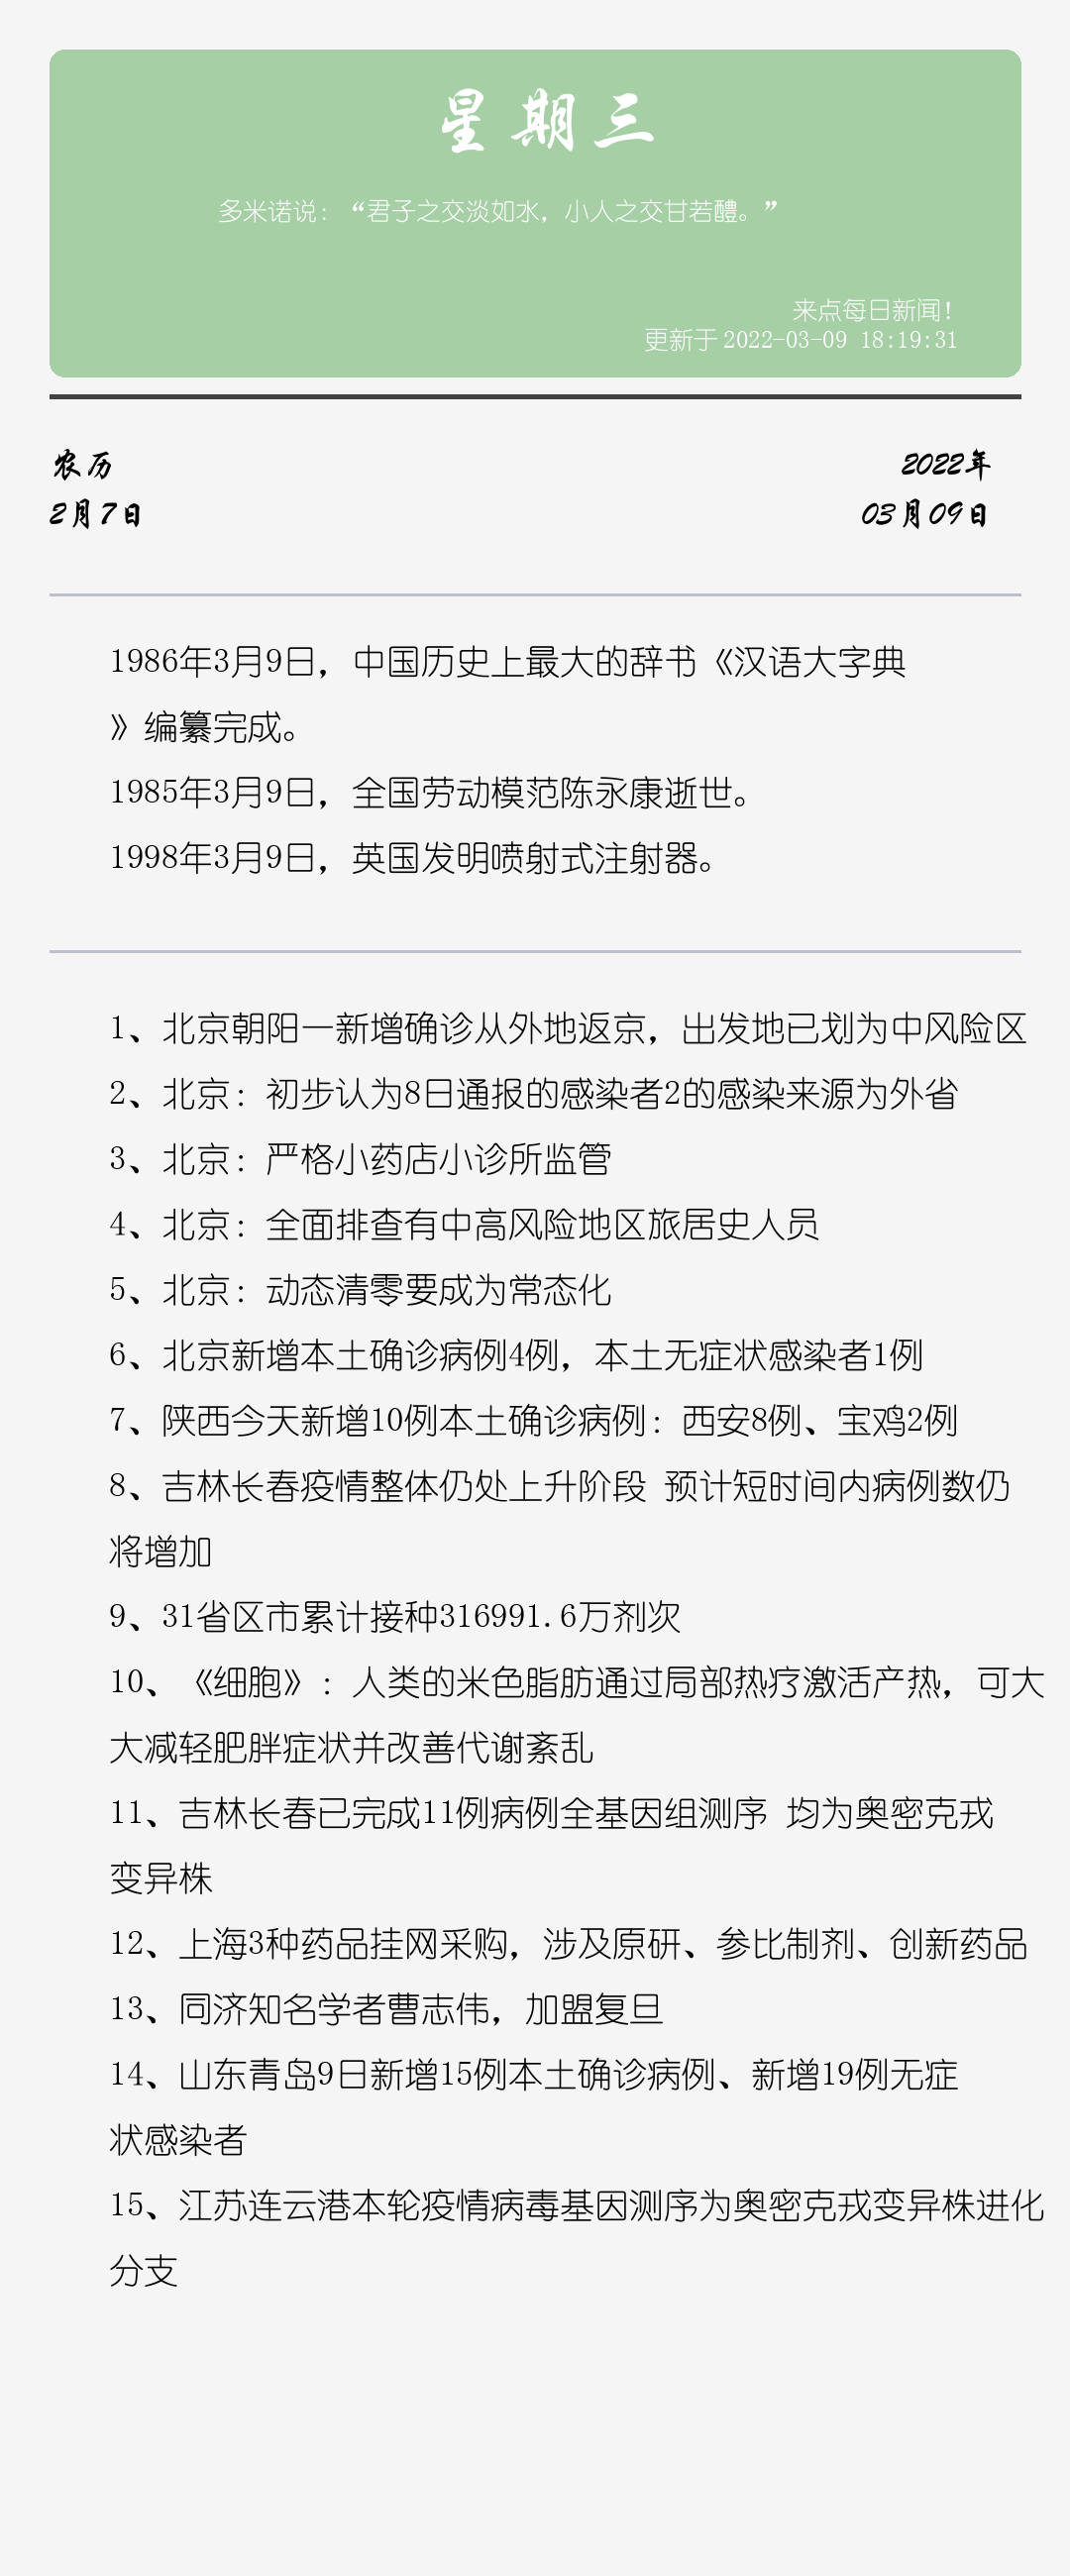 星期三
多米诺说：“君子之交淡如水，小人之交甘若醴。”
来点每日新闻！
更新于 2022-03-09 18:19:31
农历
2022年
2月7日
03月09日
1986年3月9日，中国历史上最大的辞书《汉语大字典
》编纂完成。
1985年3月9日，全国劳动模范陈永康逝世。
1998年3月9日，英国发明喷射式注射器。
1、北京朝阳一新增确诊从外地返京，出发地已划为中风险区
2、北京：初步认为8日通报的感染者2的感染来源为外省
3、北京：严格小药店小诊所监管
4、北京：全面排查有中高风险地区旅居史人员
5、北京：动态清零要成为常态化
6、北京新增本土确诊病例4例，本土无症状感染者1例
7、陕西今天新增10例本土确诊病例：西安8例、宝鸡2例
8、吉林长春疫情整体仍处上升阶段 预计短时间内病例数仍
将增加
9、31省区市累计接种316991.6万剂次
10、《细胞》：人类的米色脂肪通过局部热疗激活产热，可大
大减轻肥胖症状并改善代谢紊乱
11、吉林长春已完成11例病例全基因组测序 均为奥密克戎
变异株
12、上海3种药品挂网采购，涉及原研、参比制剂、创新药品
13、同济知名学者曹志伟，加盟复旦
14、山东青岛9日新增15例本土确诊病例、新增19例无症
状感染者
15、江苏连云港本轮疫情病毒基因测序为奥密克戎变异株进化
分支